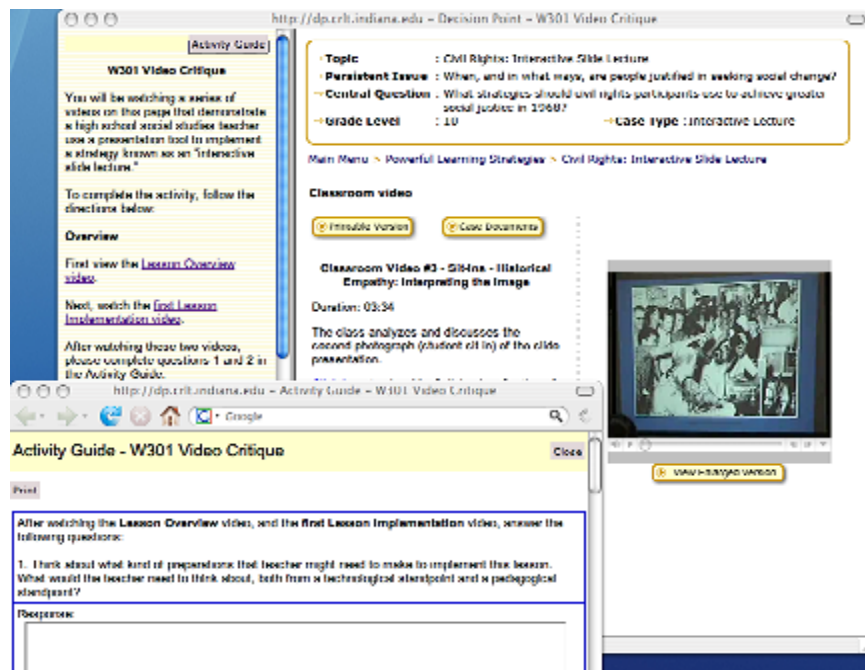 http://dp.crlt.indiana.edu - Decision Point - W301 Video Critique
Activity Guide
W301 Video Critique
You will be watching a series of
videos on this page that demonstrate
a high school social studies teacher
use a presentation tool to implement
a strategy known as an "interactive
slide lecture."
To complete the activity, follow the
directions below:
Overview
First view the Lesson Overview
video.
Next, watch the first Lesson
Implementation video.
After watching these two videos,
please complete questions 1 and 2 in
the Activity Guide.
Topic : Civil Rights: Interactive Slide Lecture
Persistent Issue : When, and in what ways, are people justified in seeking social change?
Central Question : What strategies should civil rights participants use to achieve greater
social justice in 1968?
Grade Level : 10 Case Type : Interactive Lecture
Main Menu > Powerful Learning Strategies > Civil Rights: Interactive Slide Lecture
Classroom video
Printable Version Case Documents
Classroom Video #3 - Sit-Ins - Historical
Empathy: Interpreting the Image
Duration: 03:34
The class analyzes and discusses the
second photograph (student sit in) of the slide
presentation.
View Enlarged Version
http://dp.crlt.indiana.edu - Activity Guide - W301 Video Critique
Google
Activity Guide - W301 Video Critique
Close
Print
After watching the Lesson Overview video, and the first Lesson Implementation video, answer the
following questions:
1. Think about what kind of preparations that teacher might need to make to implement this lesson.
What would the teacher need to think about, both from a technological standpoint and a pedagogical
standpoint?
Response: